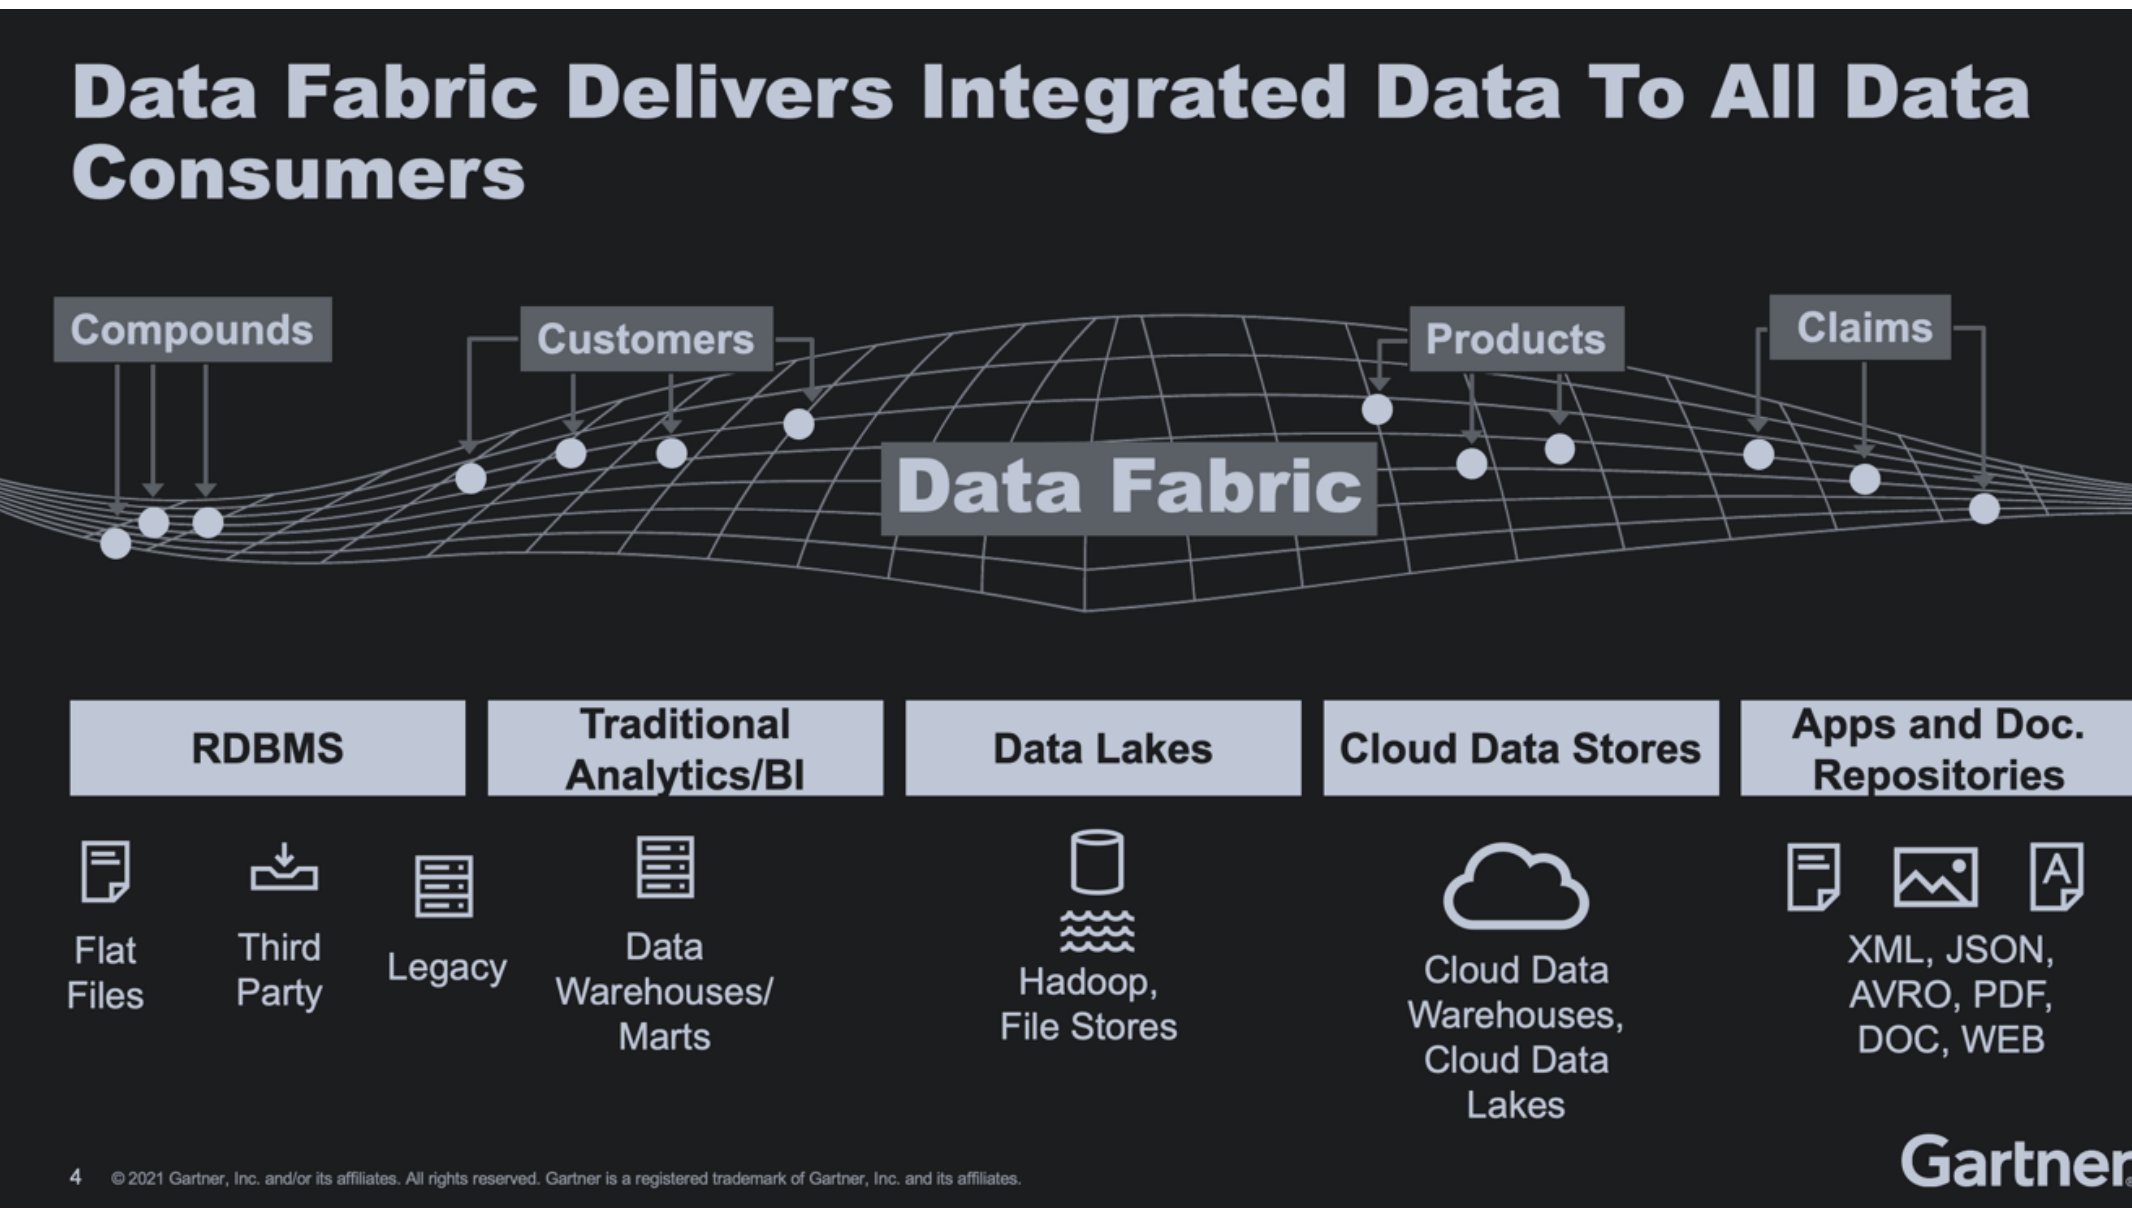 Data Fabric Delivers Integrated Data To All Data
Consumers
Compounds
Customers
Products
Claims
Data Fabric
RDBMS
Traditional
Analytics/BI
Data Lakes
Cloud Data Stores
Apps and Doc.
Repositories
Flat
Files
Third
Party
Legacy
Data
Warehouses/
Marts
Hadoop,
File Stores
Cloud Data
Warehouses,
Cloud Data
Lakes
A
XML, JSON,
AVRO, PDF,
DOC, WEB
4 © 2021 Gartner, Inc. and/or its affiliates. All rights reserved. Gartner is a registered trademark of Gartner, Inc. and its affiliates.
Gartner®